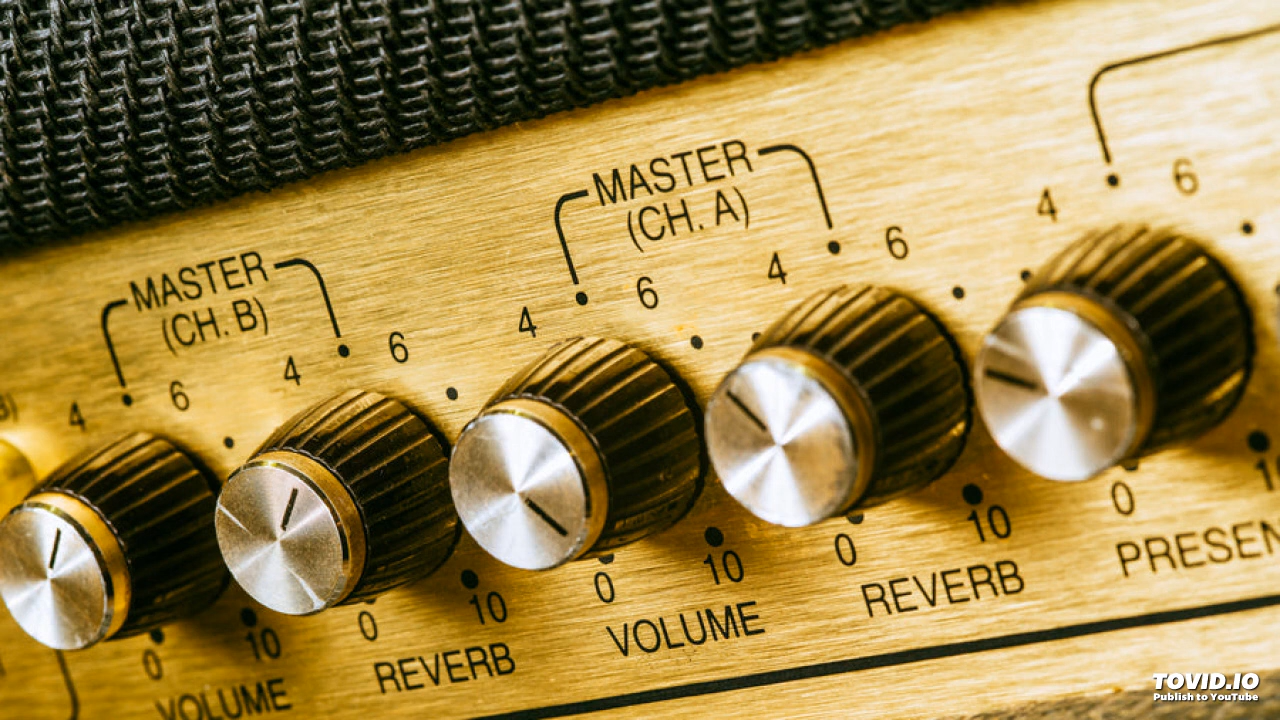 MASTER
(CH. B)
4 6
4 6
0 10
VOLUME
0 10
REVERB
MASTER
(CH. A)
4 6
4 6
0 10
VOLUME
0 10
REVERB
4 6
0
TOVID.IO
Publish to YouTube